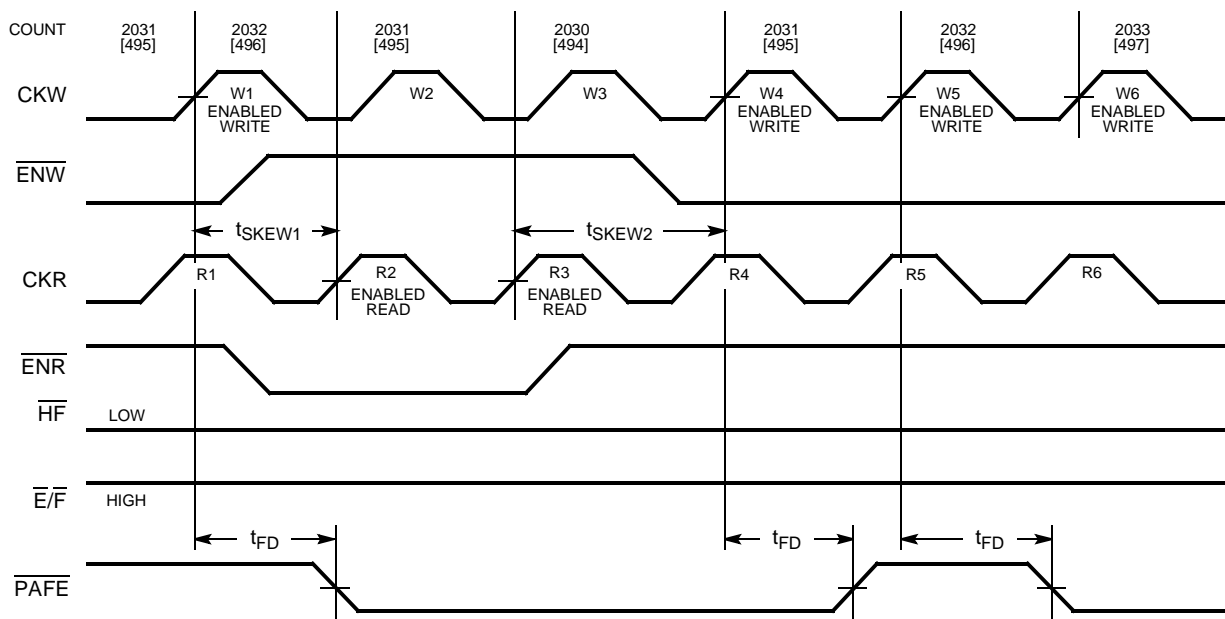 COUNT 2031 2032 2031 2030 2031 2032 2033
[495] [496] [495] [494] [495] [496] [497]
CKW W1 W2 W3 W4 W5 W6
ENABLED ENABLED ENABLED ENABLED
WRITE WRITE WRITE WRITE
ENW
tSKEW1 tSKEW2
CKR R1 R2 R3 R4 R5 R6
ENABLED ENABLED
READ READ
ENR
HF LOW
E/F HIGH
tFD tFD tFD
PAFE